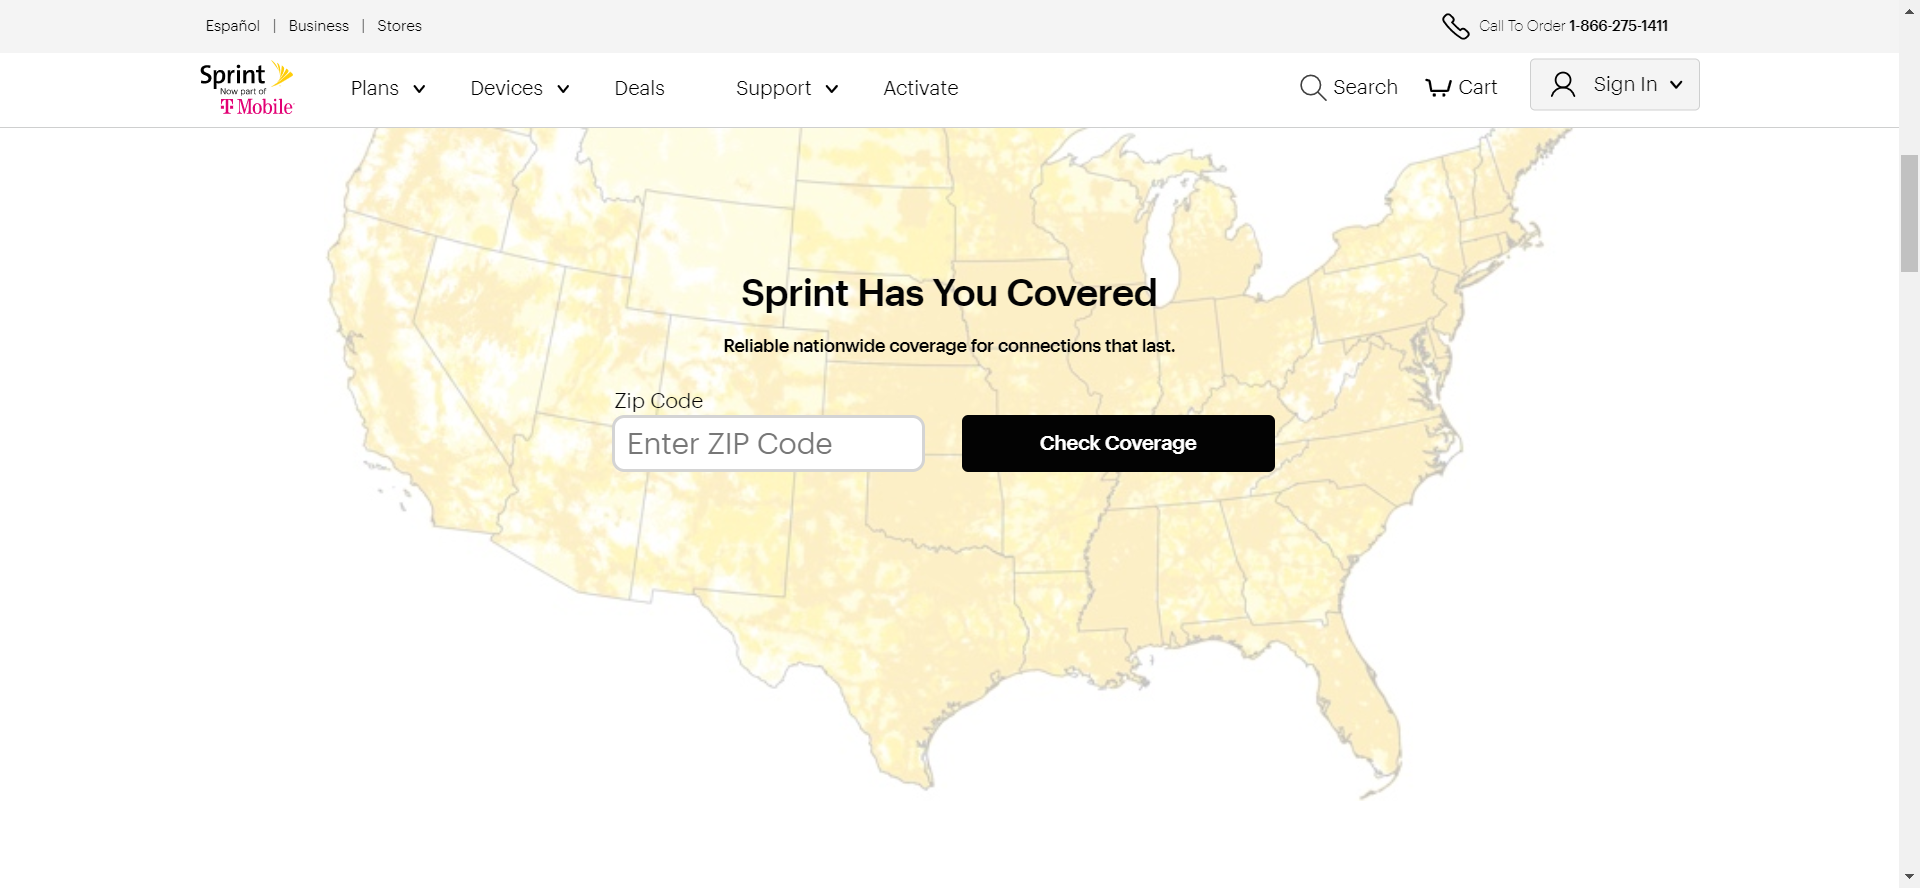 Español | Business | Stores
Call To Order 1-866-275-1411
Sprint
Now part of
T Mobile
Plans Devices Deals Support Activate
Search Cart Sign In
Sprint Has You Covered
Reliable nationwide coverage for connections that last.
Zip Code
Enter ZIP Code
Check Coverage